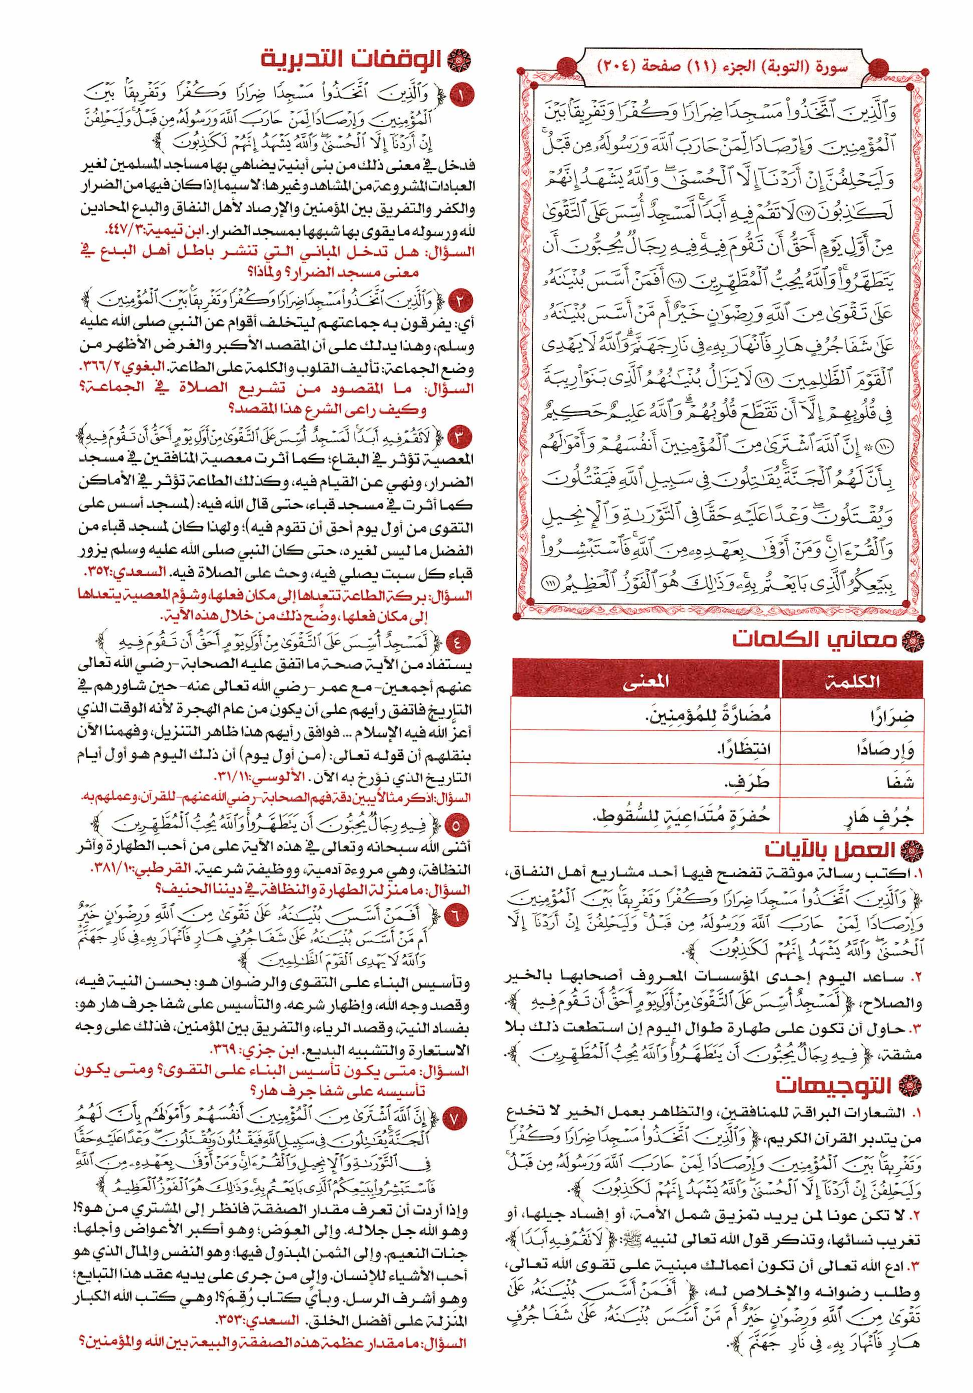 سورة (التوبة) الجزء (١١) صفحة (٢٠٤)
وَالَّذِينَ اتَّخَذُوا مَسْجِدًا ضِرَارًا وَكُفْرًا وَتَفْرِيقًا بَيْنَ
الْمُؤْمِنِينَ وَإِرْصَادًا لِّمَنْ حَارَبَ اللَّهَ وَرَسُولَهُ مِن قَبْلُ
وَلَيَحْلِفُنَّ إِنْ أَرَدْنَا إِلَّا الْحُسْنَىٰ وَاللَّهُ يَشْهَدُ إِنَّهُمْ
لَكَاذِبُونَ ١٠٧ لَا تَقُمْ فِيهِ أَبَدًا لَّمَسْجِدٌ أُسِّسَ عَلَى التَّقْوَىٰ
مِنْ أَوَّلِ يَوْمٍ أَحَقُّ أَن تَقُومَ فِيهِ فِيهِ رِجَالٌ يُحِبُّونَ أَن
يَتَطَهَّرُوا وَاللَّهُ يُحِبُّ الْمُطَّهِّرِينَ ١٠٨ أَفَمَنْ أَسَّسَ بُنْيَانَهُ
عَلَىٰ تَقْوَىٰ مِنَ اللَّهِ وَرِضْوَانٍ خَيْرٌ أَم مَّنْ أَسَّسَ بُنْيَانَهُ
عَلَىٰ شَفَا جُرُفٍ هَارٍ فَانْهَارَ بِهِ فِي نَارِ جَهَنَّمَ وَاللَّهُ لَا يَهْدِي
الْقَوْمَ الظَّالِمِينَ ١٠٩ لَا يَزَالُ بُنْيَانُهُمُ الَّذِي بَنَوْا رِيبَةً
فِي قُلُوبِهِمْ إِلَّا أَن تَقَطَّعَ قُلُوبُهُمْ وَاللَّهُ عَلِيمٌ حَكِيمٌ
١١٠ * إِنَّ اللَّهَ اشْتَرَىٰ مِنَ الْمُؤْمِنِينَ أَنفُسَهُمْ وَأَمْوَالَهُم
بِأَنَّ لَهُمُ الْجَنَّةَ يُقَاتِلُونَ فِي سَبِيلِ اللَّهِ فَيَقْتُلُونَ
وَيُقْتَلُونَ وَعْدًا عَلَيْهِ حَقًّا فِي التَّوْرَاةِ وَالْإِنجِيلِ
وَالْقُرْآنِ وَمَنْ أَوْفَىٰ بِعَهْدِهِ مِنَ اللَّهِ فَاسْتَبْشِرُوا
بِبَيْعِكُمُ الَّذِي بَايَعْتُم بِهِ وَذَٰلِكَ هُوَ الْفَوْزُ الْعَظِيمُ ١١١
معاني الكلمات
الكلمة المعنى
ضِرَارًا مُضَارَّةً لِلْمُؤْمِنِينَ.
وَإِرْصَادًا انتِظَارًا.
شَفَا طَرَفِ.
جُرُفٍ هَارٍ حُفرَةٍ مُتَدَاعِيَةٍ لِلسُّقُوطِ.
العمل بالآيات
١. اكتب رسالة موثقة تفضح فيها أحد مشاريع أهل النفاق،
﴿ وَالَّذِينَ اتَّخَذُوا مَسْجِدًا ضِرَارًا وَكُفْرًا وَتَفْرِيقًا بَيْنَ الْمُؤْمِنِينَ
وَإِرْصَادًا لِّمَنْ حَارَبَ اللَّهَ وَرَسُولَهُ مِن قَبْلُ وَلَيَحْلِفُنَّ إِنْ أَرَدْنَا إِلَّا
الْحُسْنَىٰ وَاللَّهُ يَشْهَدُ إِنَّهُمْ لَكَاذِبُونَ ﴾.
٢. ساعد اليوم إحدى المؤسسات المعروف أصحابها بالخير
والصلاح، ﴿ لَّمَسْجِدٌ أُسِّسَ عَلَى التَّقْوَىٰ مِنْ أَوَّلِ يَوْمٍ أَحَقُّ أَن تَقُومَ فِيهِ ﴾.
٣. حاول أن تكون على طهارة طوال اليوم إن استطعت ذلك بلا
مشقة، ﴿ فِيهِ رِجَالٌ يُحِبُّونَ أَن يَتَطَهَّرُوا وَاللَّهُ يُحِبُّ الْمُطَّهِّرِينَ ﴾.
التوجيهات
١. الشعارات البراقة للمنافقين، والتظاهر بعمل الخير لا تخدع
من يتدبر القرآن الكريم، ﴿ وَالَّذِينَ اتَّخَذُوا مَسْجِدًا ضِرَارًا وَكُفْرًا
وَتَفْرِيقًا بَيْنَ الْمُؤْمِنِينَ وَإِرْصَادًا لِّمَنْ حَارَبَ اللَّهَ وَرَسُولَهُ مِن قَبْلُ
وَلَيَحْلِفُنَّ إِنْ أَرَدْنَا إِلَّا الْحُسْنَىٰ وَاللَّهُ يَشْهَدُ إِنَّهُمْ لَكَاذِبُونَ ﴾.
٢. لا تكن عونا لمن يريد تمزيق شمل الأمة، أو إفساد جيلها، أو
تغريب نسائها، وتذكر قول الله تعالى لنبيه ﷺ: ﴿ لَا تَقُمْ فِيهِ أَبَدًا ﴾.
٣. ادع الله تعالى أن تكون أعمالك مبنية على تقوى الله تعالى،
وطلب رضوانه والإخلاص له، ﴿ أَفَمَنْ أَسَّسَ بُنْيَانَهُ عَلَىٰ
تَقْوَىٰ مِنَ اللَّهِ وَرِضْوَانٍ خَيْرٌ أَم مَّنْ أَسَّسَ بُنْيَانَهُ عَلَىٰ شَفَا جُرُفٍ
هَارٍ فَانْهَارَ بِهِ فِي نَارِ جَهَنَّمَ ﴾.
الوقفات التدبرية
١ ﴿ وَالَّذِينَ اتَّخَذُوا مَسْجِدًا ضِرَارًا وَكُفْرًا وَتَفْرِيقًا بَيْنَ
الْمُؤْمِنِينَ وَإِرْصَادًا لِّمَنْ حَارَبَ اللَّهَ وَرَسُولَهُ مِن قَبْلُ وَلَيَحْلِفُنَّ
إِنْ أَرَدْنَا إِلَّا الْحُسْنَىٰ وَاللَّهُ يَشْهَدُ إِنَّهُمْ لَكَاذِبُونَ ﴾
فدخل في معنى ذلك من بنى أبنية يضاهي بها مساجد المسلمين لغير
العبادات المشروعة من المشاهد وغيرها؛ لا سيما إذا كان فيها من الضرار
والكفر والتفريق بين المؤمنين والإرصاد لأهل النفاق والبدع المحادين
لله ورسوله ما يقوى بها شبهها بمسجد الضرار. ابن تيمية:٤٤٧/٣.
السؤال: هل تدخل المباني التي تنشر باطل أهل البدع في
معنى مسجد الضرار؟ ولماذا؟
٢ ﴿ وَالَّذِينَ اتَّخَذُوا مَسْجِدًا ضِرَارًا وَكُفْرًا وَتَفْرِيقًا بَيْنَ الْمُؤْمِنِينَ ﴾
أي: يفرقون به جماعتهم ليتخلف أقوام عن النبي صلى الله عليه
وسلم، وهذا يدلك على أن المقصد الأكبر والغرض الأظهر من
وضع الجماعة: تأليف القلوب والكلمة على الطاعة. البغوي:٣٦٦/٢.
السؤال: ما المقصود من تشريع الصلاة في الجماعة؟
وكيف راعى الشرع هذا المقصد؟
٣ ﴿ لَا تَقُمْ فِيهِ أَبَدًا لَّمَسْجِدٌ أُسِّسَ عَلَى التَّقْوَىٰ مِنْ أَوَّلِ يَوْمٍ أَحَقُّ أَن تَقُومَ فِيهِ ﴾
المعصية تؤثر في البقاع؛ كما أثرت معصية المنافقين في مسجد
الضرار، ونهي عن القيام فيه، وكذلك الطاعة تؤثر في الأماكن
كما أثرت في مسجد قباء، حتى قال الله فيه: (لمسجد أسس على
التقوى من أول يوم أحق أن تقوم فيه)؛ ولهذا كان لمسجد قباء من
الفضل ما ليس لغيره، حتى كان النبي صلى الله عليه وسلم يزور
قباء كل سبت يصلي فيه، وحث على الصلاة فيه. السعدي:٣٥٢.
السؤال: بركة الطاعة تتعداها إلى مكان فعلها، وشؤم المعصية يتعداها
إلى مكان فعلها، وضِّح ذلك من خلال هذه الآية.
٤ ﴿ لَّمَسْجِدٌ أُسِّسَ عَلَى التَّقْوَىٰ مِنْ أَوَّلِ يَوْمٍ أَحَقُّ أَن تَقُومَ فِيهِ ﴾
يستفاد من الآية صحة ما اتفق عليه الصحابة -رضي الله تعالى
عنهم أجمعين- مع عمر -رضي الله تعالى عنه- حين شاورهم في
التأريخ فاتفق رأيهم على أن يكون من عام الهجرة لأنه الوقت الذي
أعز الله فيه الإسلام ... فوافق رأيهم هذا ظاهر التنزيل، وفهمنا الآن
بنقلهم أن قوله تعالى: (من أول يوم) أن ذلك اليوم هو أول أيام
التاريخ الذي نؤرخ به الآن. الألوسي:٣١/١١.
السؤال: اذكر مثالاً يبين دقة فهم الصحابة -رضي الله عنهم- للقرآن، وعملهم به.
٥ ﴿ فِيهِ رِجَالٌ يُحِبُّونَ أَن يَتَطَهَّرُوا وَاللَّهُ يُحِبُّ الْمُطَّهِّرِينَ ﴾
أثنى الله سبحانه وتعالى في هذه الآية على من أحب الطهارة وآثر
النظافة، وهي مروءة آدمية، ووظيفة شرعية. القرطبي:٣٨١/١٠.
السؤال: ما منزلة الطهارة والنظافة في ديننا الحنيف؟
٦ ﴿ أَفَمَنْ أَسَّسَ بُنْيَانَهُ عَلَىٰ تَقْوَىٰ مِنَ اللَّهِ وَرِضْوَانٍ خَيْرٌ
أَم مَّنْ أَسَّسَ بُنْيَانَهُ عَلَىٰ شَفَا جُرُفٍ هَارٍ فَانْهَارَ بِهِ فِي نَارِ جَهَنَّمَ
وَاللَّهُ لَا يَهْدِي الْقَوْمَ الظَّالِمِينَ ﴾
وتأسيس البناء على التقوى والرضوان هو: بحسن النية فيه،
وقصد وجه الله، وإظهار شرعه. والتأسيس على شفا جرف هار هو:
بفساد النية، وقصد الرياء، والتفريق بين المؤمنين، فذلك على وجه
الاستعارة والتشبيه البديع. ابن جزي:٣٦٩.
السؤال: متى يكون تأسيس البناء على التقوى؟ ومتى يكون
تأسيسه على شفا جرف هار؟
٧ ﴿ إِنَّ اللَّهَ اشْتَرَىٰ مِنَ الْمُؤْمِنِينَ أَنفُسَهُمْ وَأَمْوَالَهُم بِأَنَّ لَهُمُ
الْجَنَّةَ يُقَاتِلُونَ فِي سَبِيلِ اللَّهِ فَيَقْتُلُونَ وَيُقْتَلُونَ وَعْدًا عَلَيْهِ حَقًّا
فِي التَّوْرَاةِ وَالْإِنجِيلِ وَالْقُرْآنِ وَمَنْ أَوْفَىٰ بِعَهْدِهِ مِنَ اللَّهِ
فَاسْتَبْشِرُوا بِبَيْعِكُمُ الَّذِي بَايَعْتُم بِهِ وَذَٰلِكَ هُوَ الْفَوْزُ الْعَظِيمُ ﴾
وإذا أردت أن تعرف مقدار الصفقة فانظر إلى المشتري من هو؟!
وهو الله جل جلاله. وإلى العِوَض؛ وهو أكبر الأعواض وأجلها:
جنات النعيم. وإلى الثمن المبذول فيها؛ وهو النفس والمال الذي هو
أحب الأشياء للإنسان. وإلى من جرى على يديه عقد هذا التبايع؛
وهو أشرف الرسل. وبأي كتاب رُقِمَ؟! وهي كتب الله الكبار
المنزلة على أفضل الخلق. السعدي:٣٥٣.
السؤال: ما مقدار عظمة هذه الصفقة والبيعة بين الله والمؤمنين؟